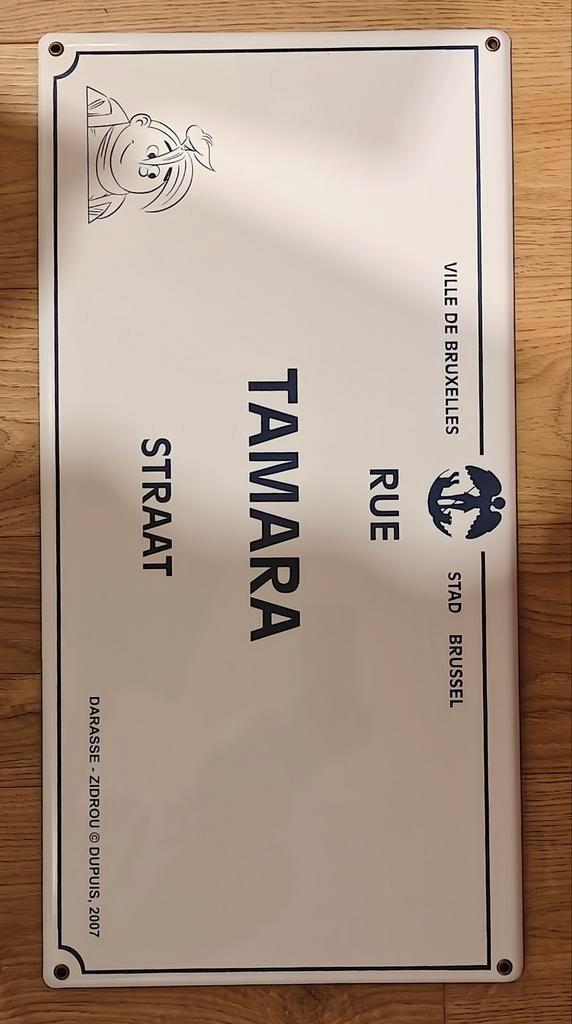 VILLE DE BRUXELLES STAD BRUSSEL
RUE
TAMARA
STRAAT
DARASSE - ZIDROU © DUPUIS, 2007